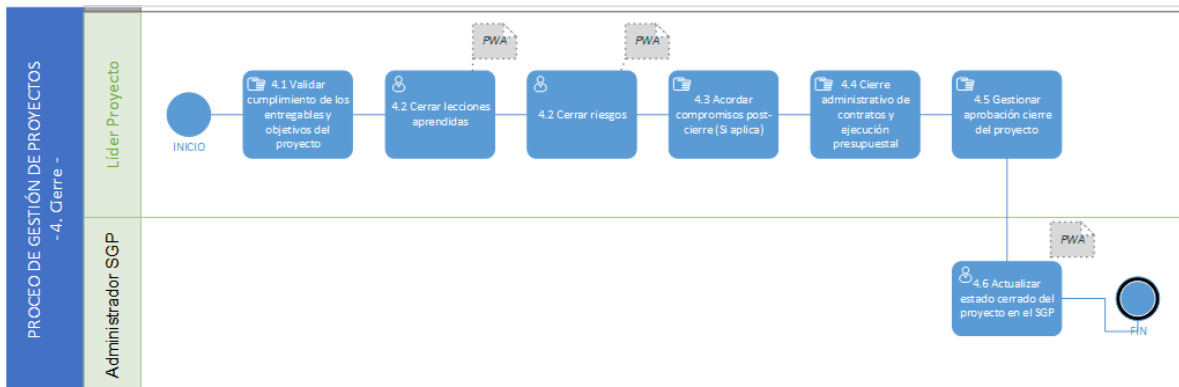 PROCEO DE GESTIÓN DE PROYECTOS
- 4. Cierre -
Líder Proyecto
INICIO
4.1 Validar
cumplimiento de los
entregables y
objetivos del
proyecto
PWA
4.2 Cerrar lecciones
aprendidas
PWA
4.2 Cerrar riesgos
4.3 Acordar
compromisos post-
cierre (Si aplica)
4.4 Cierre
administrativo de
contratos y
ejecución
presupuestal
4.5 Gestionar
aprobación cierre
del proyecto
Administrador SGP
PWA
4.6 Actualizar
estado cerrado del
proyecto en el SGP
FIN